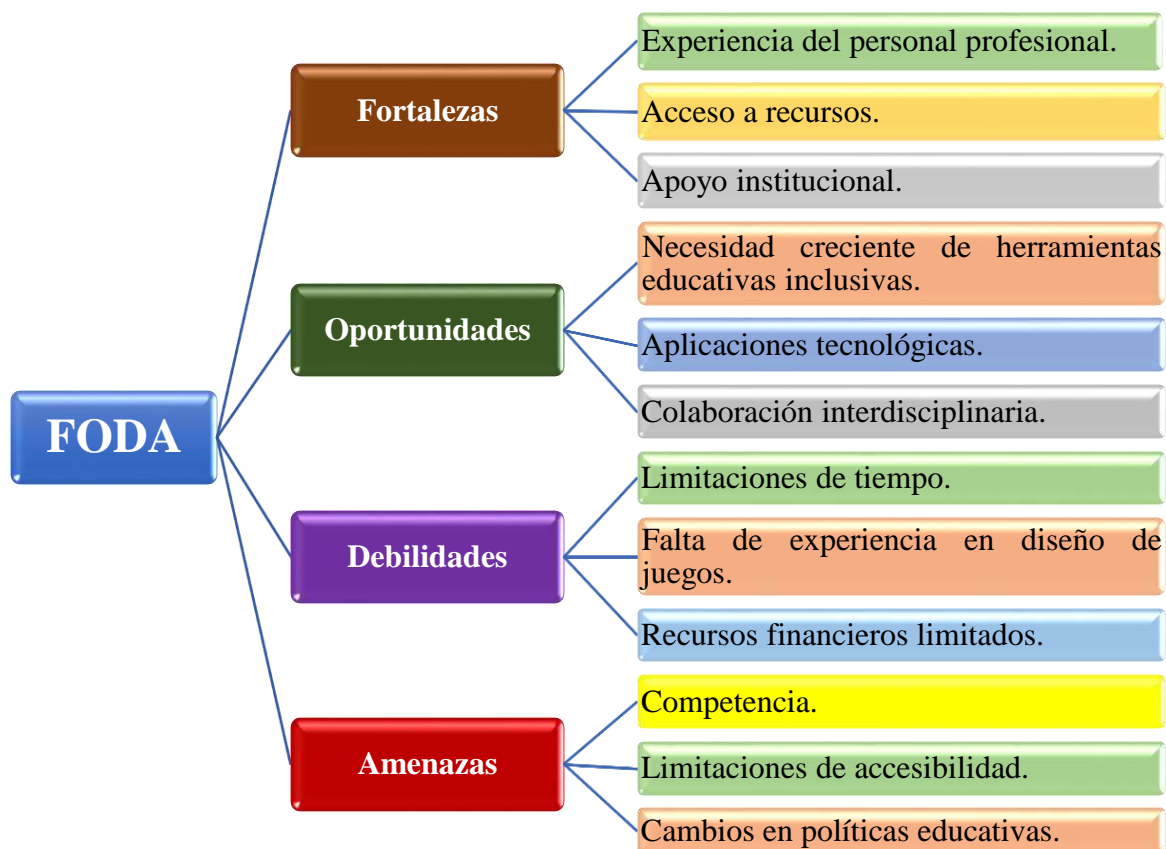 FODA
Fortalezas
Experiencia del personal profesional.
Acceso a recursos.
Apoyo institucional.
Oportunidades
Necesidad creciente de herramientas
educativas inclusivas.
Aplicaciones tecnológicas.
Colaboración interdisciplinaria.
Debilidades
Limitaciones de tiempo.
Falta de experiencia en diseño de
juegos.
Recursos financieros limitados.
Amenazas
Competencia.
Limitaciones de accesibilidad.
Cambios en políticas educativas.